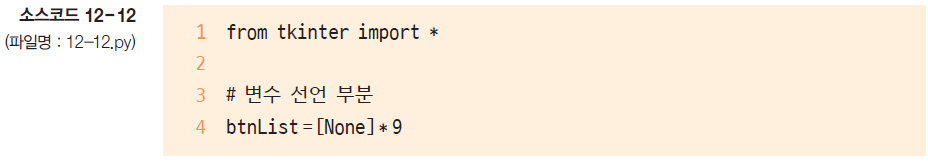 소스코드 12-12
(파일명 : 12-12.py)
1 from tkinter import *
2
3 # 변수 선언 부분
4 btnList=[None]*9